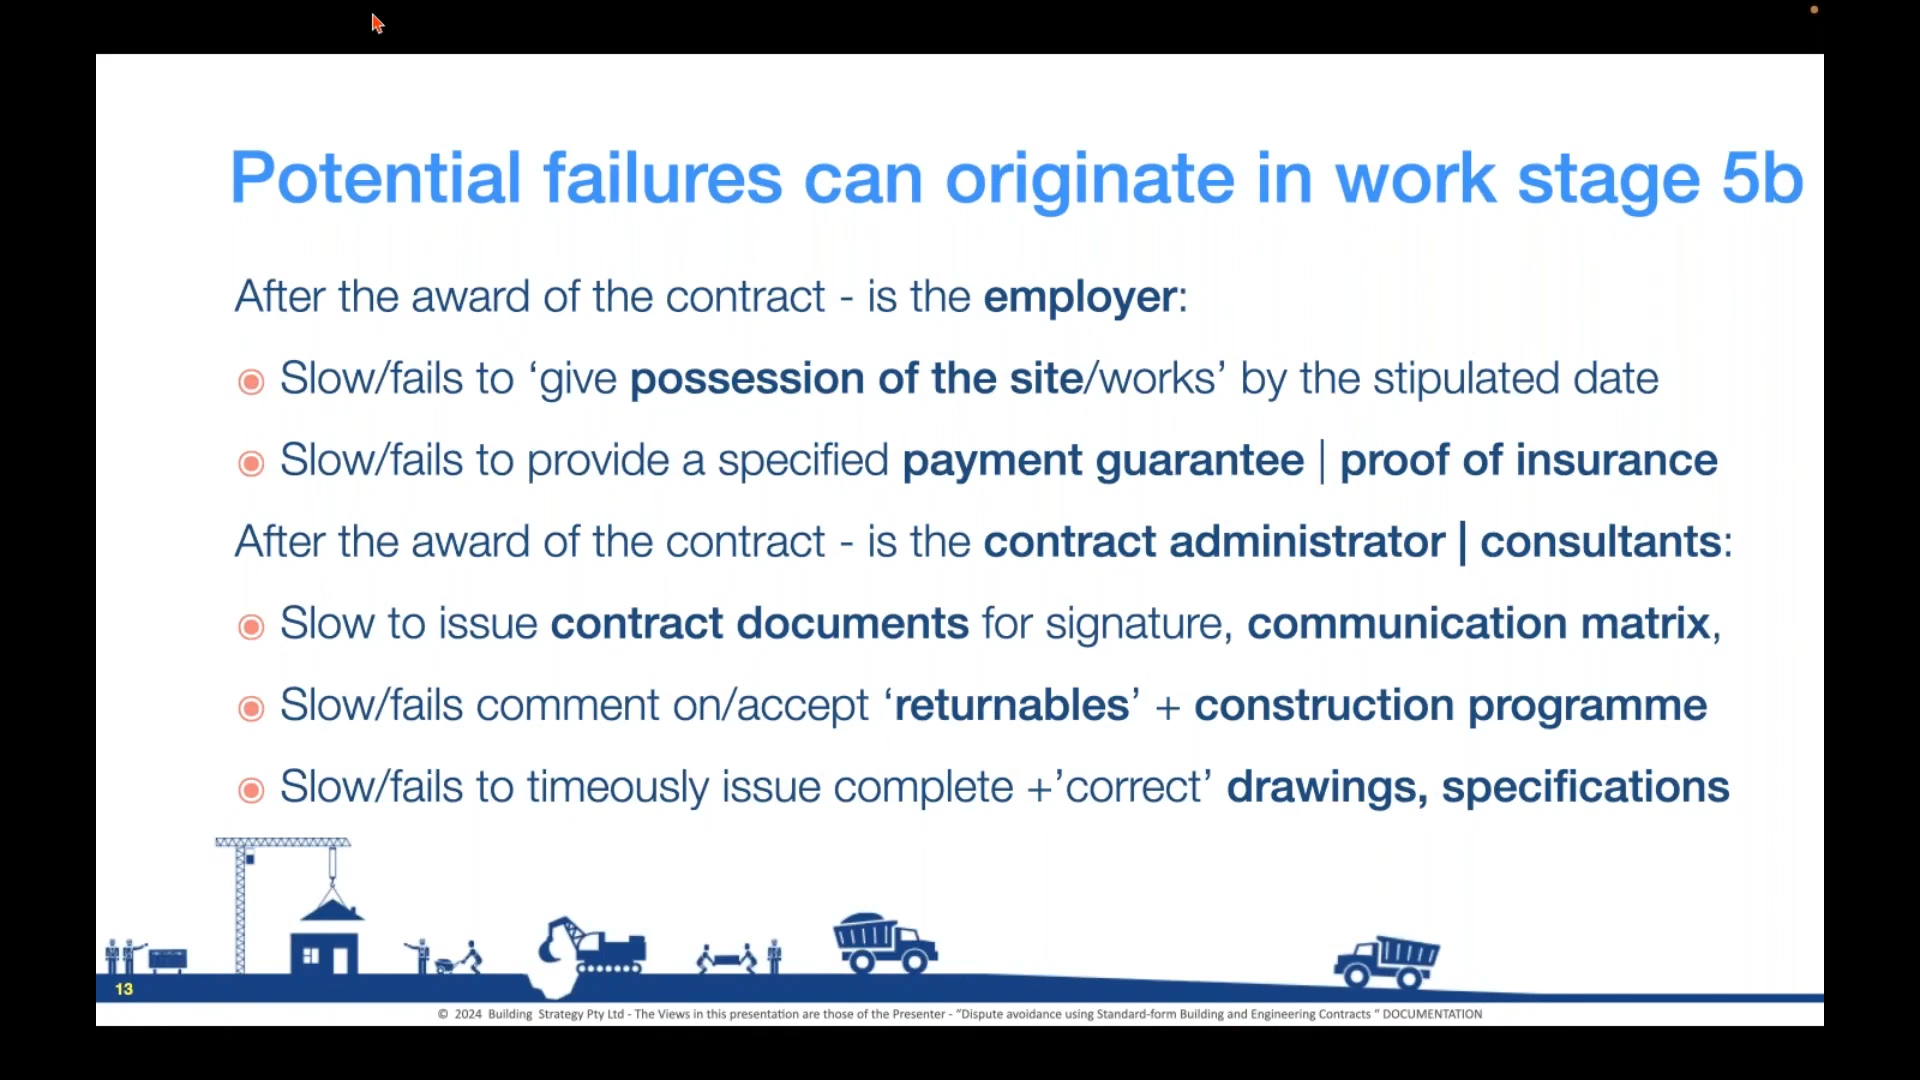 Potential failures can originate in work stage 5b
After the award of the contract - is the employer:
Slow/fails to ‘give possession of the site/works’ by the stipulated date
Slow/fails to provide a specified payment guarantee | proof of insurance
After the award of the contract - is the contract administrator | consultants:
Slow to issue contract documents for signature, communication matrix,
Slow/fails comment on/accept ‘returnables’ + construction programme
Slow/fails to timeously issue complete +’correct’ drawings, specifications
13
© 2024 Building Strategy Pty Ltd - The Views in this presentation are those of the Presenter - “Dispute avoidance using Standard-form Building and Engineering Contracts “ DOCUMENTATION